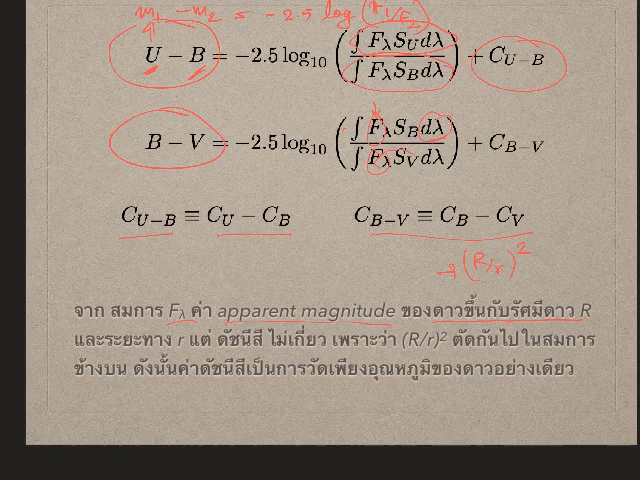 m₁ - m₂ = -2.5 log (F₁/F₂)
U − B = −2.5 log₁₀ ( ∫ F_λ S_U dλ / ∫ F_λ S_B dλ ) + C_{U−B}
B − V = −2.5 log₁₀ ( ∫ F_λ S_B dλ / ∫ F_λ S_V dλ ) + C_{B−V}
C_{U−B} ≡ C_U − C_B C_{B−V} ≡ C_B − C_V
→ (R/r)²
จาก สมการ F_λ ค่า apparent magnitude ของดาวขึ้นกับรัศมีดาว R
และระยะทาง r แต่ ดัชนีสี ไม่เกี่ยว เพราะว่า (R/r)² ตัดกันไปในสมการ
ข้างบน ดังนั้นค่าดัชนีสีเป็นการวัดเพียงอุณหภูมิของดาวอย่างเดียว